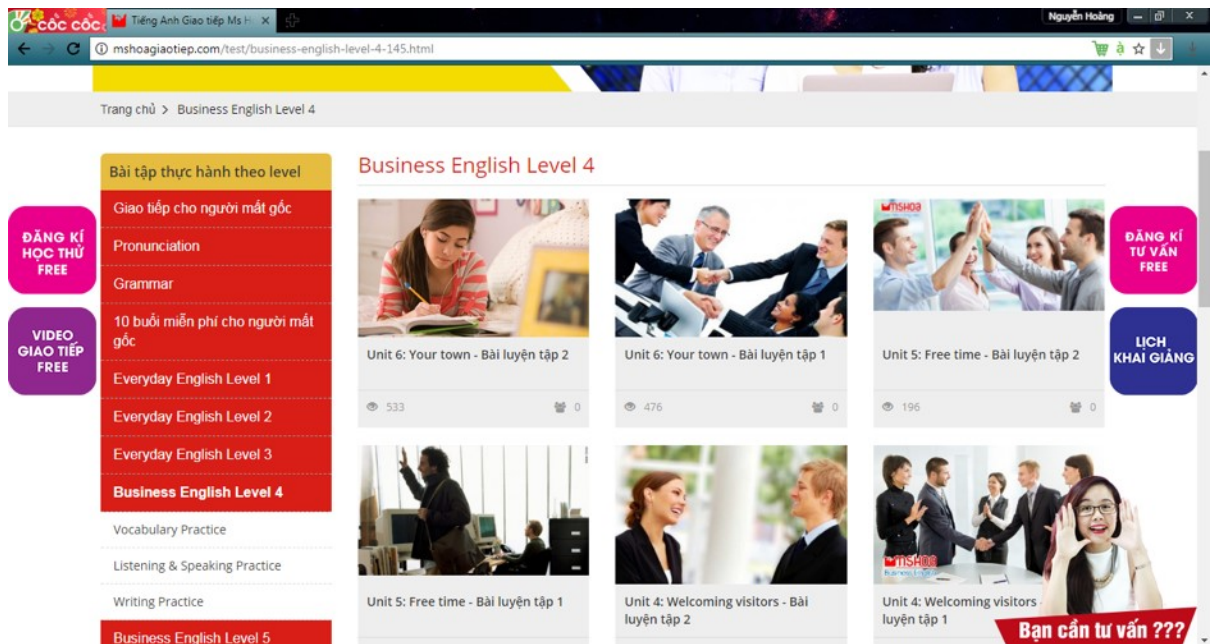 cốc cốc
Tiếng Anh Giao tiếp Ms H
Nguyễn Hoàng
mshoagiaotiep.com/test/business-english-level-4-145.html
Trang chủ > Business English Level 4
Bài tập thực hành theo level
Giao tiếp cho người mất gốc
Pronunciation
Grammar
10 buổi miễn phí cho người mất
gốc
Everyday English Level 1
Everyday English Level 2
Everyday English Level 3
Business English Level 4
Vocabulary Practice
Listening & Speaking Practice
Writing Practice
Business English Level 5
ĐĂNG KÍ
HỌC THỬ
FREE
VIDEO
GIAO TIẾP
FREE
Business English Level 4
MSHOA
Unit 6: Your town - Bài luyện tập 2
533 0
Unit 6: Your town - Bài luyện tập 1
476 0
Unit 5: Free time - Bài luyện tập 2
196 0
Unit 5: Free time - Bài luyện tập 1
Unit 4: Welcoming visitors - Bài
luyện tập 2
MSHOA
Unit 4: Welcoming visitors -
luyện tập 1
ĐĂNG KÍ
TƯ VẤN
FREE
LỊCH
KHAI GIẢNG
Bạn cần tư vấn ???